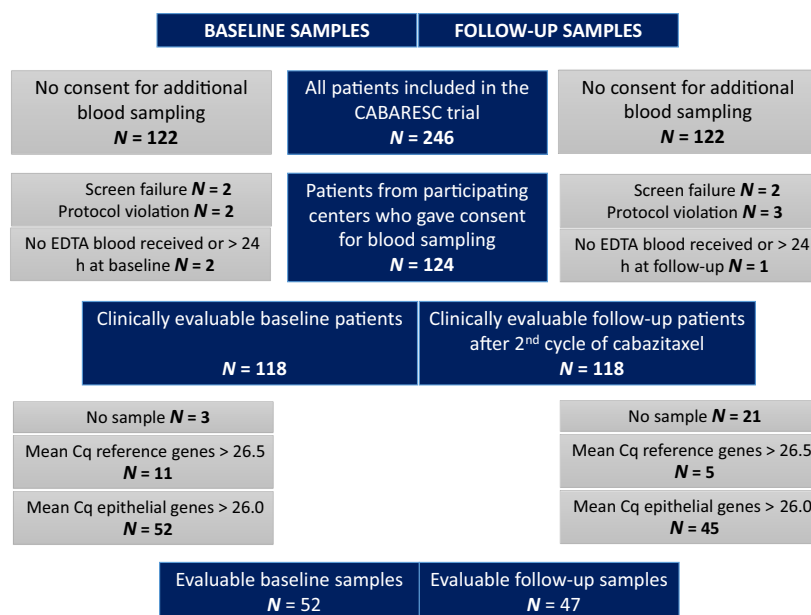 BASELINE SAMPLES
FOLLOW-UP SAMPLES
No consent for additional
blood sampling
N = 122
All patients included in the
CABARESC trial
N = 246
No consent for additional
blood sampling
N = 122
Screen failure N = 2
Protocol violation N = 2
Patients from participating
centers who gave consent
for blood sampling
N = 124
Screen failure N = 2
Protocol violation N = 3
No EDTA blood received or > 24
h at baseline N = 2
No EDTA blood received or > 24
h at follow-up N = 1
Clinically evaluable baseline patients
N = 118
Clinically evaluable follow-up patients
after 2nd cycle of cabazitaxel
N = 118
No sample N = 3
No sample N = 21
Mean Cq reference genes > 26.5
N = 11
Mean Cq reference genes > 26.5
N = 5
Mean Cq epithelial genes > 26.0
N = 52
Mean Cq epithelial genes > 26.0
N = 45
Evaluable baseline samples
N = 52
Evaluable follow-up samples
N = 47